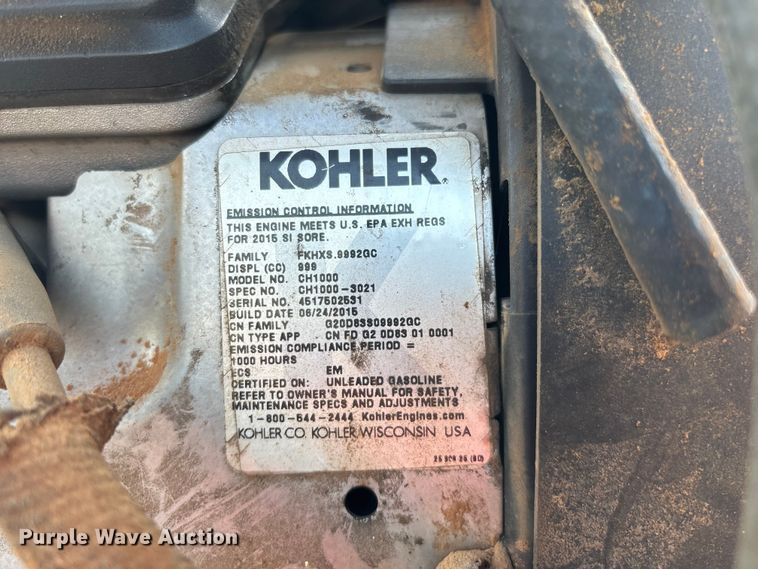 KOHLER®
EMISSION CONTROL INFORMATION
THIS ENGINE MEETS U.S. EPA EXH REGS
FOR 2015 SI SORE.
FAMILY FKHXS.9992GC
DISPL (CC) 999
MODEL NO. CH1000
SPEC NO. CH1000-3021
SERIAL NO. 4517502531
BUILD DATE 06/24/2015
CN FAMILY G20D83S09992GC
CN TYPE APP CN FD G2 0D83 01 0001
EMISSION COMPLIANCE PERIOD =
1000 HOURS
ECS EM
CERTIFIED ON: UNLEADED GASOLINE
REFER TO OWNER'S MANUAL FOR SAFETY,
MAINTENANCE SPECS AND ADJUSTMENTS
1-800-544-2444 KohlerEngines.com
KOHLER CO. KOHLER, WISCONSIN USA
Purple Wave Auction